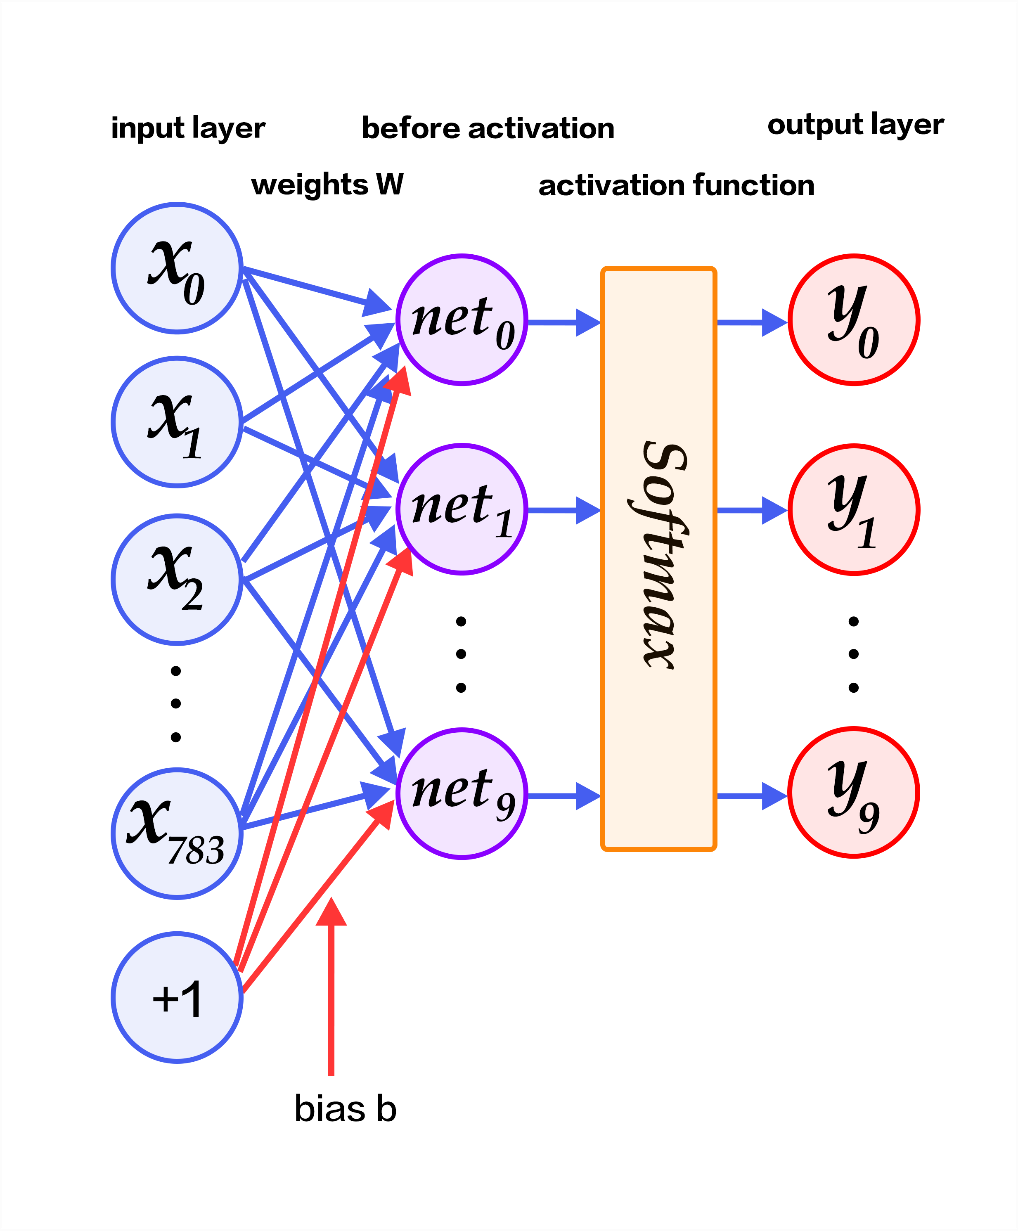 input layer
before activation
output layer
weights W
activation function
x0
x1
x2
x783
+1
net0
net1
net9
Softmax
y0
y1
y9
bias b